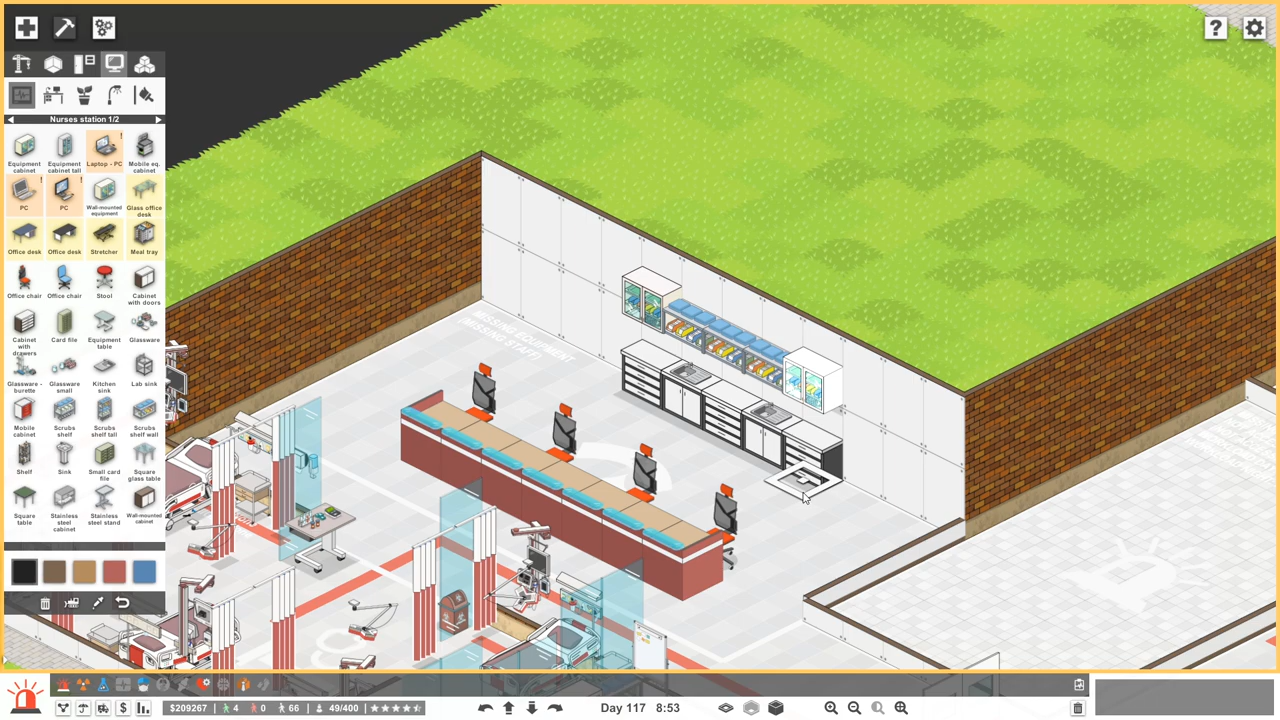 ?
Nurses station 1/2
Equipment cabinet
Equipment cabinet tall
Laptop - PC
Mobile eq. cabinet
PC
PC
Wall-mounted equipment
Glass office desk
Office desk
Office desk
Stretcher
Meal tray
Office chair
Office chair
Stool
Cabinet with doors
Cabinet with drawers
Card file
Equipment table
Glassware
Glassware - burette
Glassware small
Kitchen sink
Lab sink
Mobile cabinet
Scrubs shelf
Scrubs shelf tall
Scrubs shelf wall
Shelf
Sink
Small card file
Square glass table
Square table
Stainless steel cabinet
Stainless steel stand
Wall-mounted cabinet
MISSING EQUIPMENT
(MISSING STAFF)
$209267 | 4 | 0 | 66 | 49/400
Day 117 8:53